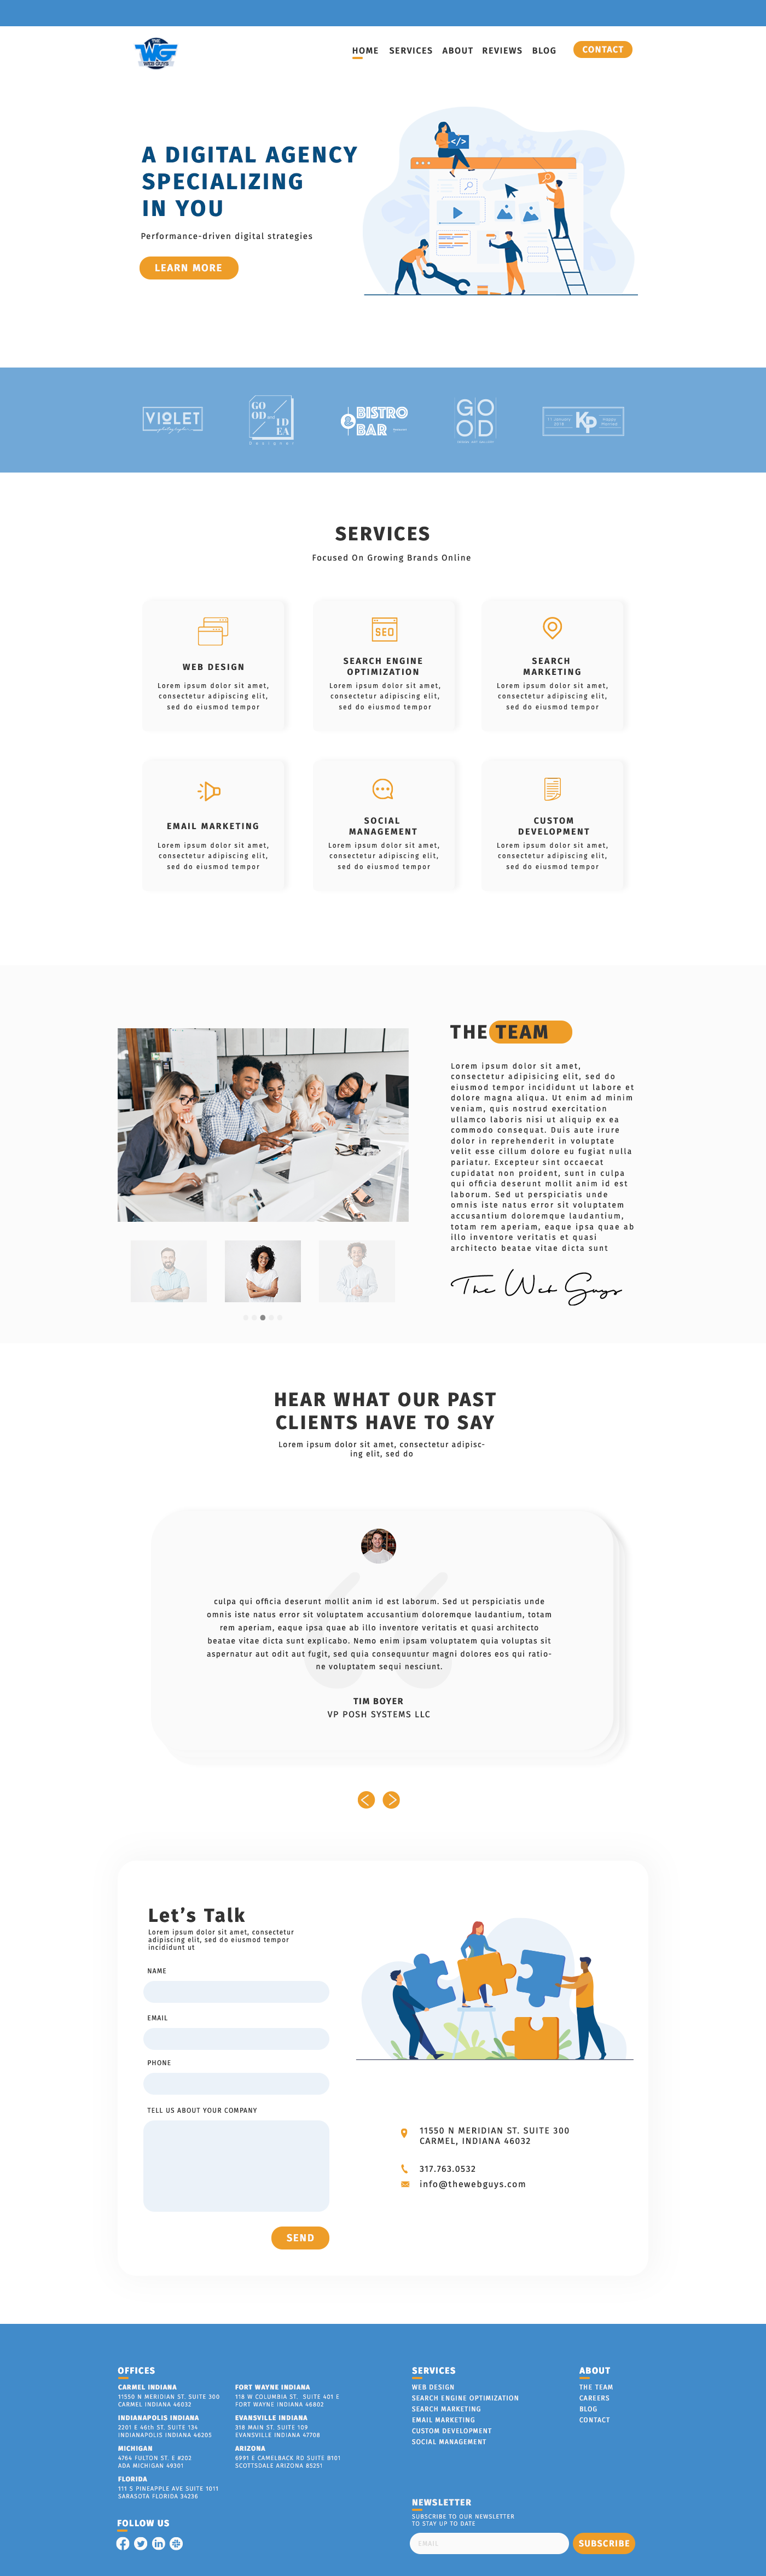 THE
WG
WEB GUYS
HOME SERVICES ABOUT REVIEWS BLOG CONTACT
</>
A DIGITAL AGENCY
SPECIALIZING
IN YOU
Performance-driven digital strategies
LEARN MORE
VIOLET
GO
OD and
ID
EA
Designer
& BISTRO
BAR
GO
OD
Kp
SERVICES
Focused On Growing Brands Online
WEB DESIGN
Lorem ipsum dolor sit amet,
consectetur adipiscing elit,
sed do eiusmod tempor
SEO
SEARCH ENGINE
OPTIMIZATION
Lorem ipsum dolor sit amet,
consectetur adipiscing elit,
sed do eiusmod tempor
SEARCH
MARKETING
Lorem ipsum dolor sit amet,
consectetur adipiscing elit,
sed do eiusmod tempor
EMAIL MARKETING
Lorem ipsum dolor sit amet,
consectetur adipiscing elit,
sed do eiusmod tempor
SOCIAL
MANAGEMENT
Lorem ipsum dolor sit amet,
consectetur adipiscing elit,
sed do eiusmod tempor
CUSTOM
DEVELOPMENT
Lorem ipsum dolor sit amet,
consectetur adipiscing elit,
sed do eiusmod tempor
THE TEAM
Lorem ipsum dolor sit amet,
consectetur adipisicing elit, sed do
eiusmod tempor incididunt ut labore et
dolore magna aliqua. Ut enim ad minim
veniam, quis nostrud exercitation
ullamco laboris nisi ut aliquip ex ea
commodo consequat. Duis aute irure
dolor in reprehenderit in voluptate
velit esse cillum dolore eu fugiat nulla
pariatur. Excepteur sint occaecat
cupidatat non proident, sunt in culpa
qui officia deserunt mollit anim id est
laborum. Sed ut perspiciatis unde
omnis iste natus error sit voluptatem
accusantium doloremque laudantium,
totam rem aperiam, eaque ipsa quae ab
illo inventore veritatis et quasi
architecto beatae vitae dicta sunt
The Web Guys
HEAR WHAT OUR PAST
CLIENTS HAVE TO SAY
Lorem ipsum dolor sit amet, consectetur adipisc-
ing elit, sed do
culpa qui officia deserunt mollit anim id est laborum. Sed ut perspiciatis unde
omnis iste natus error sit voluptatem accusantium doloremque laudantium, totam
rem aperiam, eaque ipsa quae ab illo inventore veritatis et quasi architecto
beatae vitae dicta sunt explicabo. Nemo enim ipsam voluptatem quia voluptas sit
aspernatur aut odit aut fugit, sed quia consequuntur magni dolores eos qui ratio-
ne voluptatem sequi nesciunt.
TIM BOYER
VP POSH SYSTEMS LLC
Let's Talk
Lorem ipsum dolor sit amet, consectetur
adipiscing elit, sed do eiusmod tempor
incididunt ut
NAME
EMAIL
PHONE
TELL US ABOUT YOUR COMPANY
SEND
11550 N MERIDIAN ST. SUITE 300
CARMEL, INDIANA 46032
317.763.0532
info@thewebguys.com
OFFICES
CARMEL INDIANA
11550 N MERIDIAN ST. SUITE 300
CARMEL INDIANA 46032
INDIANAPOLIS INDIANA
2201 E 46th ST. SUITE 134
INDIANAPOLIS INDIANA 46205
MICHIGAN
4764 FULTON ST. E #202
ADA MICHIGAN 49301
FLORIDA
111 S PINEAPPLE AVE SUITE 1011
SARASOTA FLORIDA 34236
FORT WAYNE INDIANA
118 W COLUMBIA ST. SUITE 401 E
FORT WAYNE INDIANA 46802
EVANSVILLE INDIANA
318 MAIN ST. SUITE 109
EVANSVILLE INDIANA 47708
ARIZONA
6991 E CAMELBACK RD SUITE B101
SCOTTSDALE ARIZONA 85251
FOLLOW US
SERVICES
WEB DESIGN
SEARCH ENGINE OPTIMIZATION
SEARCH MARKETING
EMAIL MARKETING
CUSTOM DEVELOPMENT
SOCIAL MANAGEMENT
ABOUT
THE TEAM
CAREERS
BLOG
CONTACT
NEWSLETTER
SUBSCRIBE TO OUR NEWSLETTER
TO STAY UP TO DATE
EMAIL
SUBSCRIBE